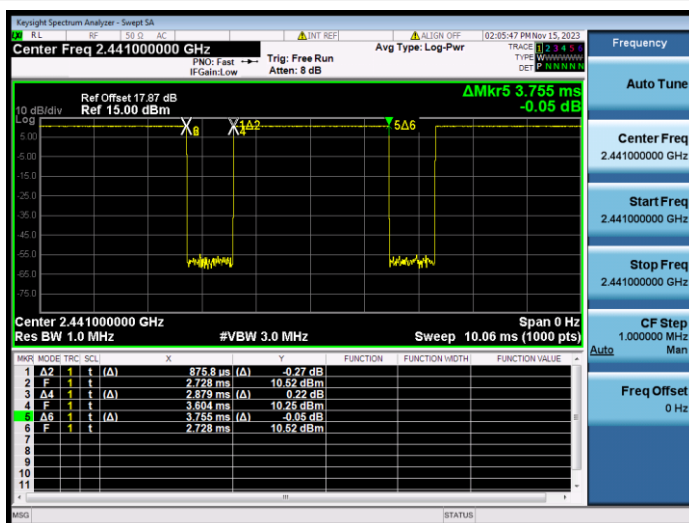 Keysight Spectrum Analyzer - Swept SA
RL RF 50 Ω AC INT REF ALIGN OFF 02:05:47 PM Nov 15, 2023
Center Freq 2.441000000 GHz
PNO: Fast
IFGain:Low
Trig: Free Run
Atten: 8 dB
Avg Type: Log-Pwr
TRACE 1 2 3 4 5 6
TYPE WWWWWW
DET P N N N N N
Frequency
Auto Tune
Center Freq
2.441000000 GHz
Start Freq
2.441000000 GHz
Stop Freq
2.441000000 GHz
CF Step
1.000000 MHz
Auto Man
Freq Offset
0 Hz
ΔMkr5 3.755 ms
-0.05 dB
Ref Offset 17.87 dB
10 dB/div Ref 15.00 dBm
Log
5.00
-5.00
-15.0
-25.0
-35.0
-45.0
-55.0
-65.0
-75.0
1Δ2
5Δ6
Center 2.441000000 GHz Span 0 Hz
Res BW 1.0 MHz #VBW 3.0 MHz Sweep 10.06 ms (1000 pts)
MKR MODE TRC SCL X Y FUNCTION FUNCTION WIDTH FUNCTION VALUE
1 Δ2 1 t (Δ) 875.8 µs (Δ) -0.27 dB
2 F 1 t 2.728 ms 10.52 dBm
3 Δ4 1 t (Δ) 2.879 ms (Δ) 0.22 dB
4 F 1 t 3.604 ms 10.25 dBm
5 Δ6 1 t (Δ) 3.755 ms (Δ) -0.05 dB
6 F 1 t 2.728 ms 10.52 dBm
7
8
9
10
11
MSG STATUS